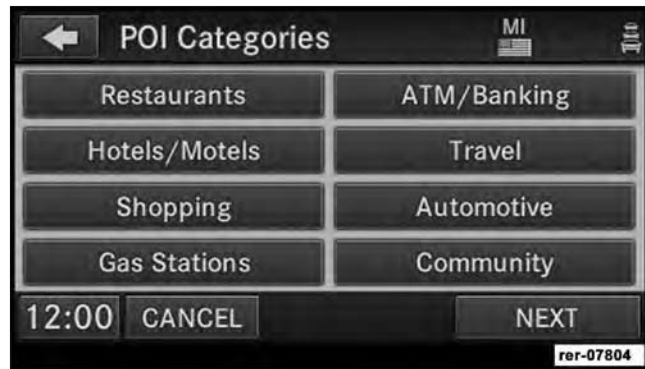 POI Categories MI
Restaurants ATM/Banking
Hotels/Motels Travel
Shopping Automotive
Gas Stations Community
12:00 CANCEL NEXT
rer-07804